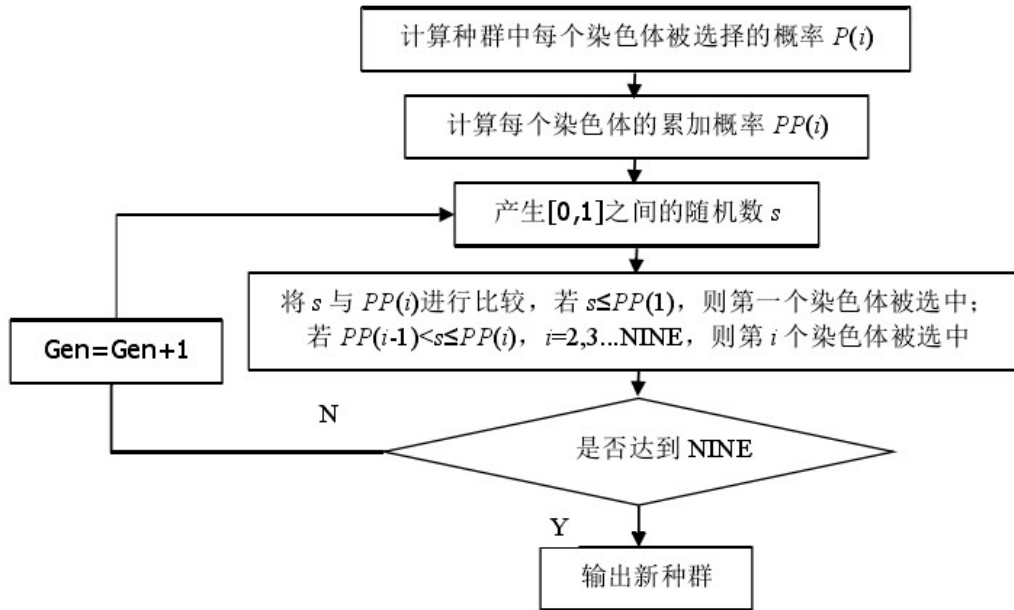 计算种群中每个染色体被选择的概率 P(i)
计算每个染色体的累加概率 PP(i)
产生[0,1]之间的随机数 s
将 s 与 PP(i)进行比较，若 s≤PP(1)，则第一个染色体被选中；
若 PP(i-1)<s≤PP(i)，i=2,3...NINE，则第 i 个染色体被选中
Gen=Gen+1
N
是否达到 NINE
Y
输出新种群